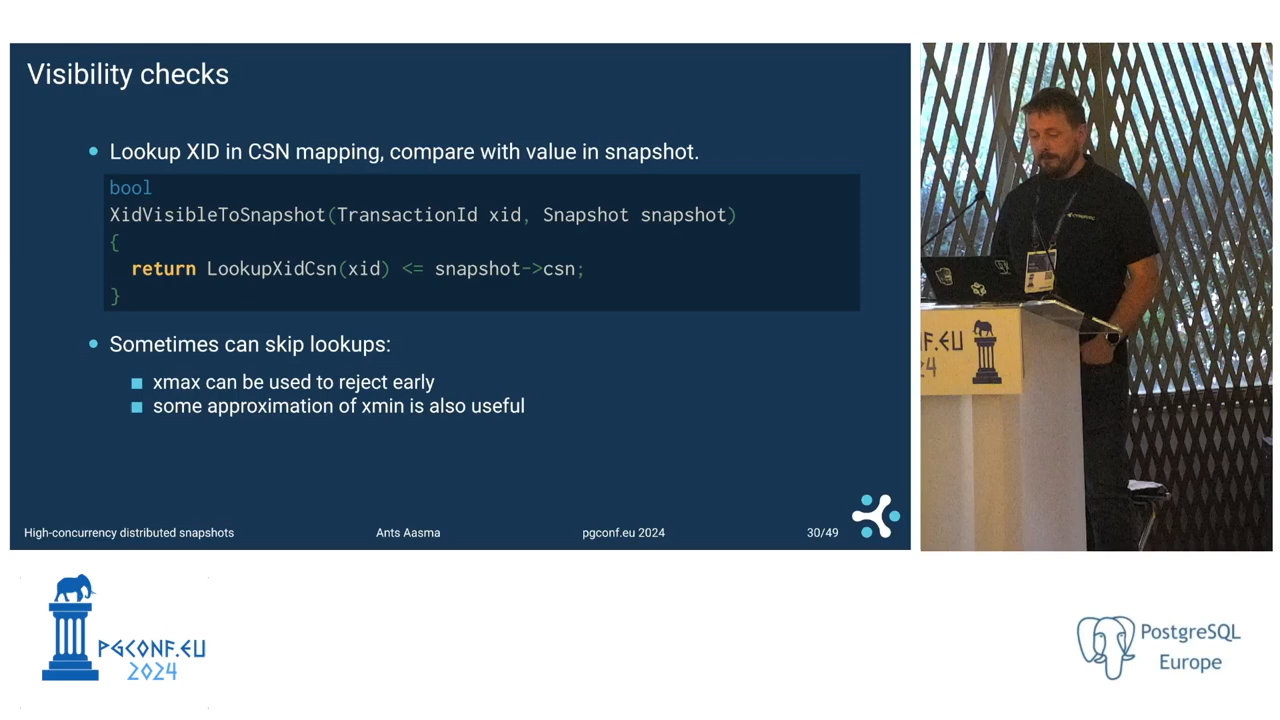 Visibility checks
Lookup XID in CSN mapping, compare with value in snapshot.
bool
XidVisibleToSnapshot(TransactionId xid, Snapshot snapshot)
{
return LookupXidCsn(xid) <= snapshot->csn;
}
Sometimes can skip lookups:
xmax can be used to reject early
some approximation of xmin is also useful
High-concurrency distributed snapshots
Ants Aasma
pgconf.eu 2024
30/49
NF.EU
24
PGCONF.EU
2024
PostgreSQL
Europe